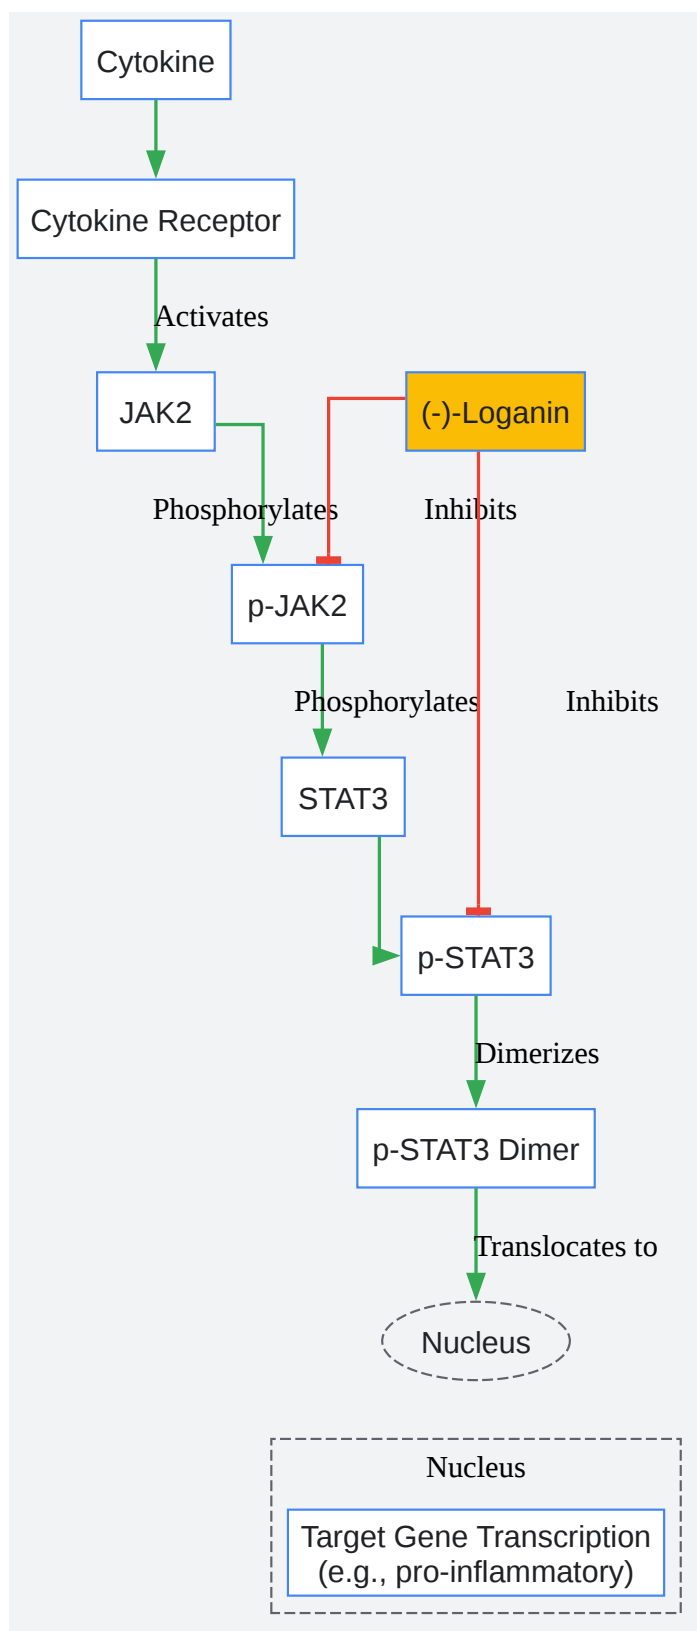 Cytokine
Cytokine Receptor
Activates
JAK2
(-)-Loganin
Phosphorylates
Inhibits
p-JAK2
Phosphorylates
Inhibits
STAT3
p-STAT3
Dimerizes
p-STAT3 Dimer
Translocates to
Nucleus
Nucleus
Target Gene Transcription
(e.g., pro-inflammatory)